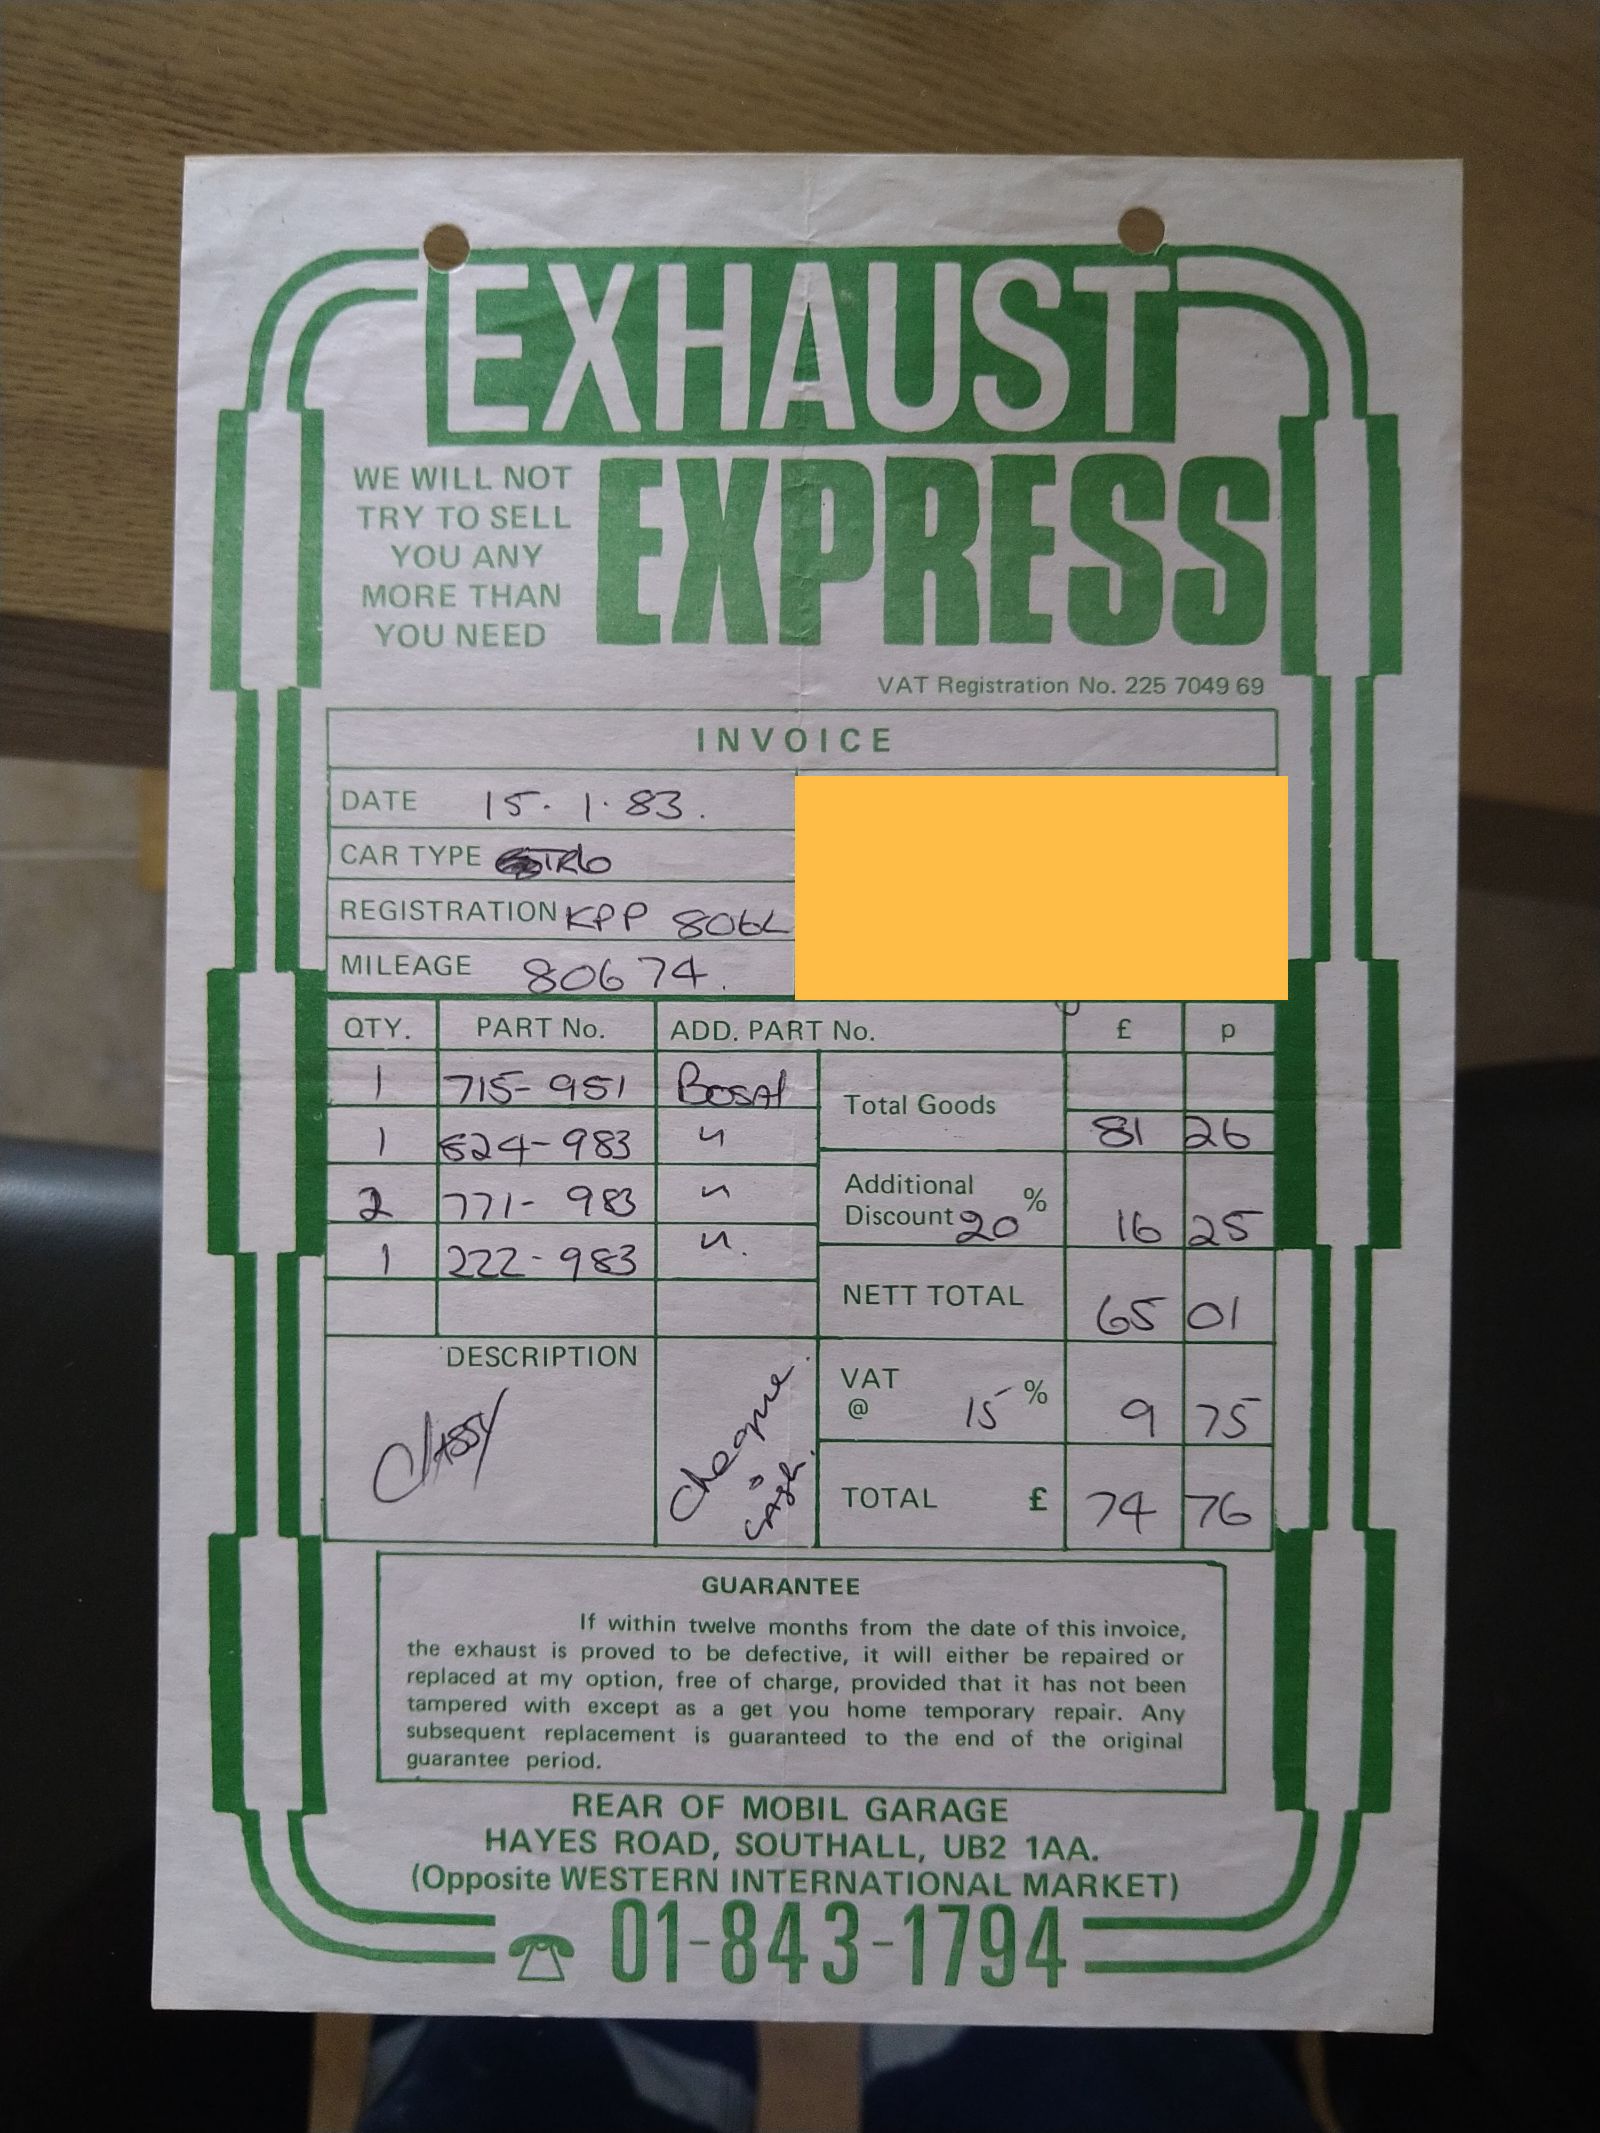 EXHAUST
EXPRESS
WE WILL NOT
TRY TO SELL
YOU ANY
MORE THAN
YOU NEED
VAT Registration No. 225 7049 69
INVOICE
DATE 15.1.83.
CAR TYPE TR6
REGISTRATION KPP 806L
MILEAGE 80674.
QTY. PART No. ADD. PART No. £ p
1 715-951 Bosal
1 624-983 "
2 771-983 "
1 222-983 "
Total Goods 81 26
Additional
Discount 20 % 16 25
NETT TOTAL 65 01
VAT
@ 15 % 9 75
TOTAL £ 74 76
DESCRIPTION
Cheque
cash.
GUARANTEE
If within twelve months from the date of this invoice,
the exhaust is proved to be defective, it will either be repaired or
replaced at my option, free of charge, provided that it has not been
tampered with except as a get you home temporary repair. Any
subsequent replacement is guaranteed to the end of the original
guarantee period.
REAR OF MOBIL GARAGE
HAYES ROAD, SOUTHALL, UB2 1AA.
(Opposite WESTERN INTERNATIONAL MARKET)
01-843-1794